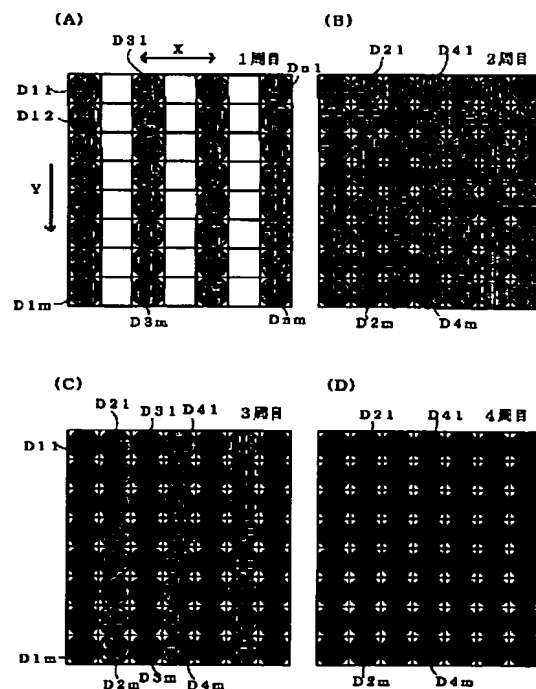 (A)
D31
X
1周目
Dn1
D11
D12
Y
D1m
D3m
Dnm
(B)
D21
D41
2周目
D2m
D4m
(C)
D21
D31
D41
3周目
D11
D1m
D2m
D3m
D4m
(D)
D21
D41
4周目
D2m
D4m